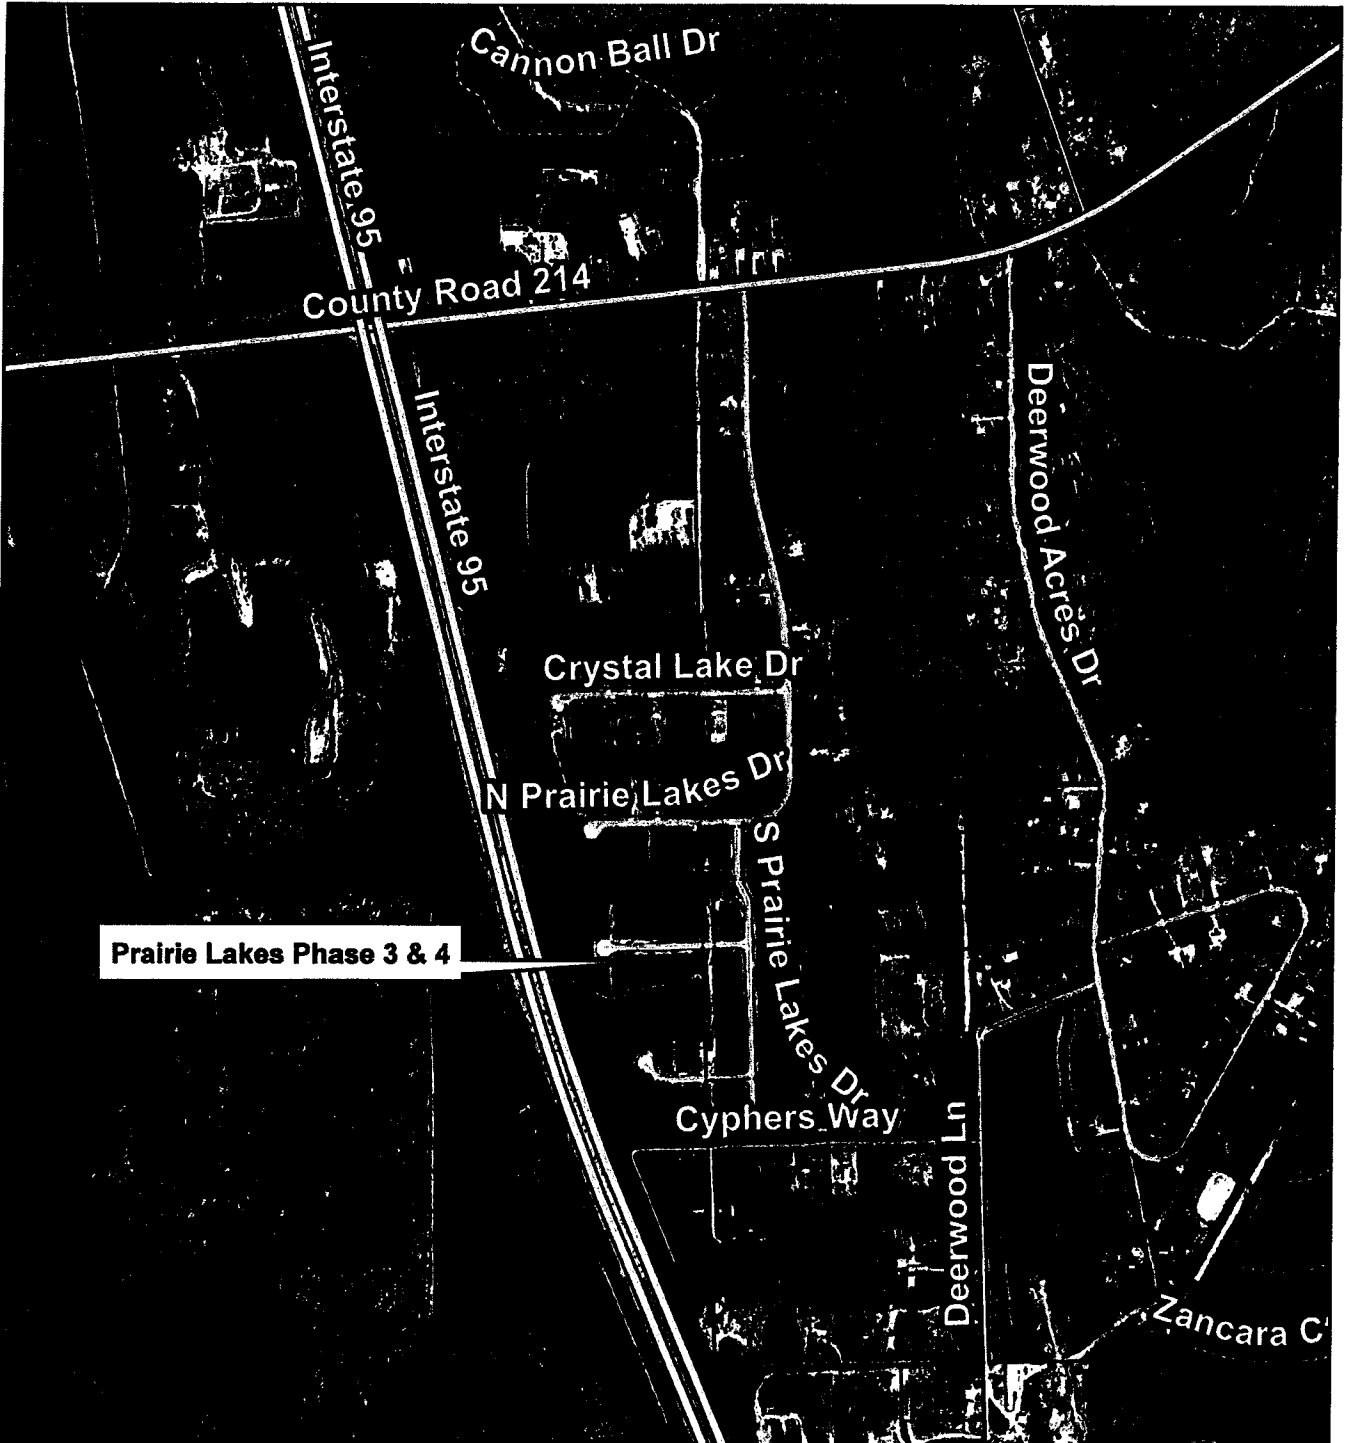 Cannon Ball Dr
Interstate 95
County Road 214
Interstate 95
Deerwood Acres Dr
Crystal Lake Dr
N Prairie Lakes Dr
S Prairie Lakes Dr
Prairie Lakes Phase 3 & 4
Cyphers Way
Deerwood Ln
Zancara